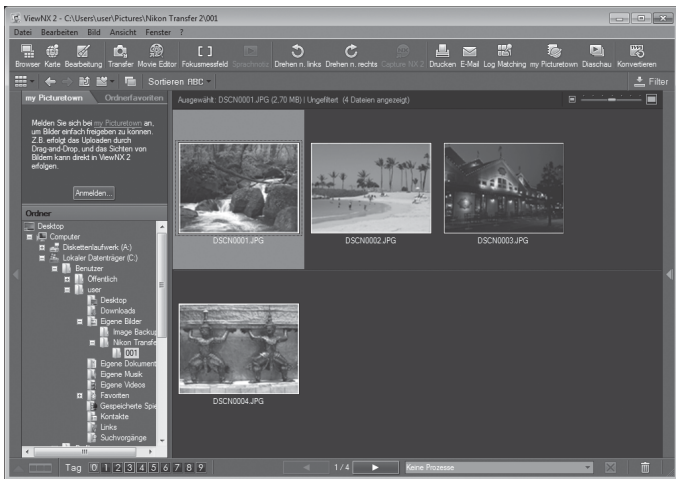 ViewNX 2 - C:\Users\user\Pictures\Nikon Transfer 2\001
Datei Bearbeiten Bild Ansicht Fenster ?
Browser Karte Bearbeitung Transfer Movie Editor Fokusmessfeld Sprachnotiz Drehen n. links Drehen n. rechts Capture NX 2 Drucken E-Mail Log Matching my Picturetown Diaschau Konvertieren
Sortieren ABC Filter
my Picturetown Ordnerfavoriten
Ausgewählt: DSCN0001.JPG (2,70 MB) | Ungefiltert (4 Dateien angezeigt)
Melden Sie sich bei my Picturetown an,
um Bilder einfach freigeben zu können.
Z.B. erfolgt das Uploaden durch
Drag-and-Drop, und das Sichten von
Bildern kann direkt in ViewNX 2
erfolgen.
Anmelden...
Ordner
Desktop
Computer
Diskettenlaufwerk (A:)
Lokaler Datenträger (C:)
Benutzer
Öffentlich
user
Desktop
Downloads
Eigene Bilder
Image Backup
Nikon Transfe
001
Eigene Dokument
Eigene Musik
Eigene Videos
Favoriten
Gespeicherte Spie
Kontakte
Links
Suchvorgänge
DSCN0001.JPG DSCN0002.JPG DSCN0003.JPG
DSCN0004.JPG
Tag 0 1 2 3 4 5 6 7 8 9 1 / 4 Keine Prozesse